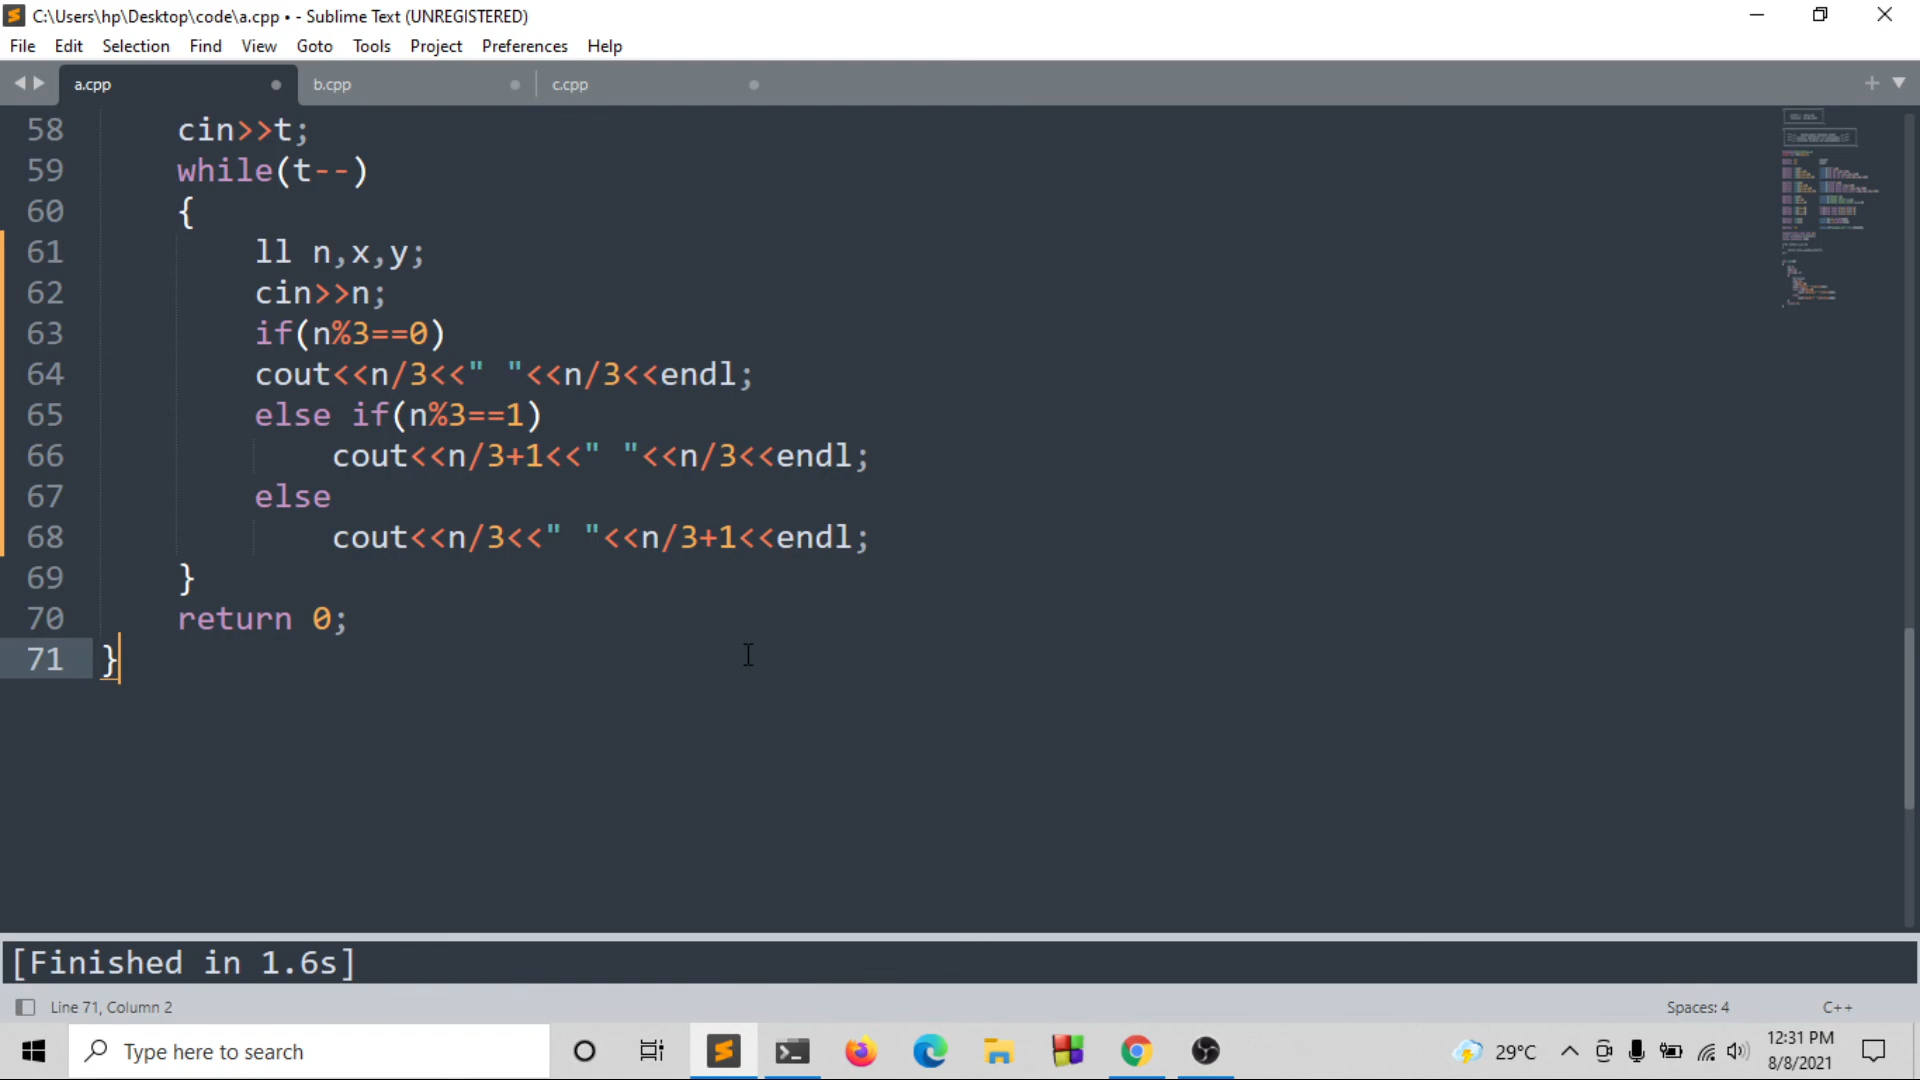 C:\Users\hp\Desktop\code\a.cpp • - Sublime Text (UNREGISTERED)
File Edit Selection Find View Goto Tools Project Preferences Help
a.cpp b.cpp c.cpp
58 cin>>t;
59 while(t--)
60 {
61 ll n,x,y;
62 cin>>n;
63 if(n%3==0)
64 cout<<n/3<<" "<<n/3<<endl;
65 else if(n%3==1)
66 cout<<n/3+1<<" "<<n/3<<endl;
67 else
68 cout<<n/3<<" "<<n/3+1<<endl;
69 }
70 return 0;
71 }
[Finished in 1.6s]
Line 71, Column 2 Spaces: 4 C++
Type here to search 29°C 12:31 PM
8/8/2021